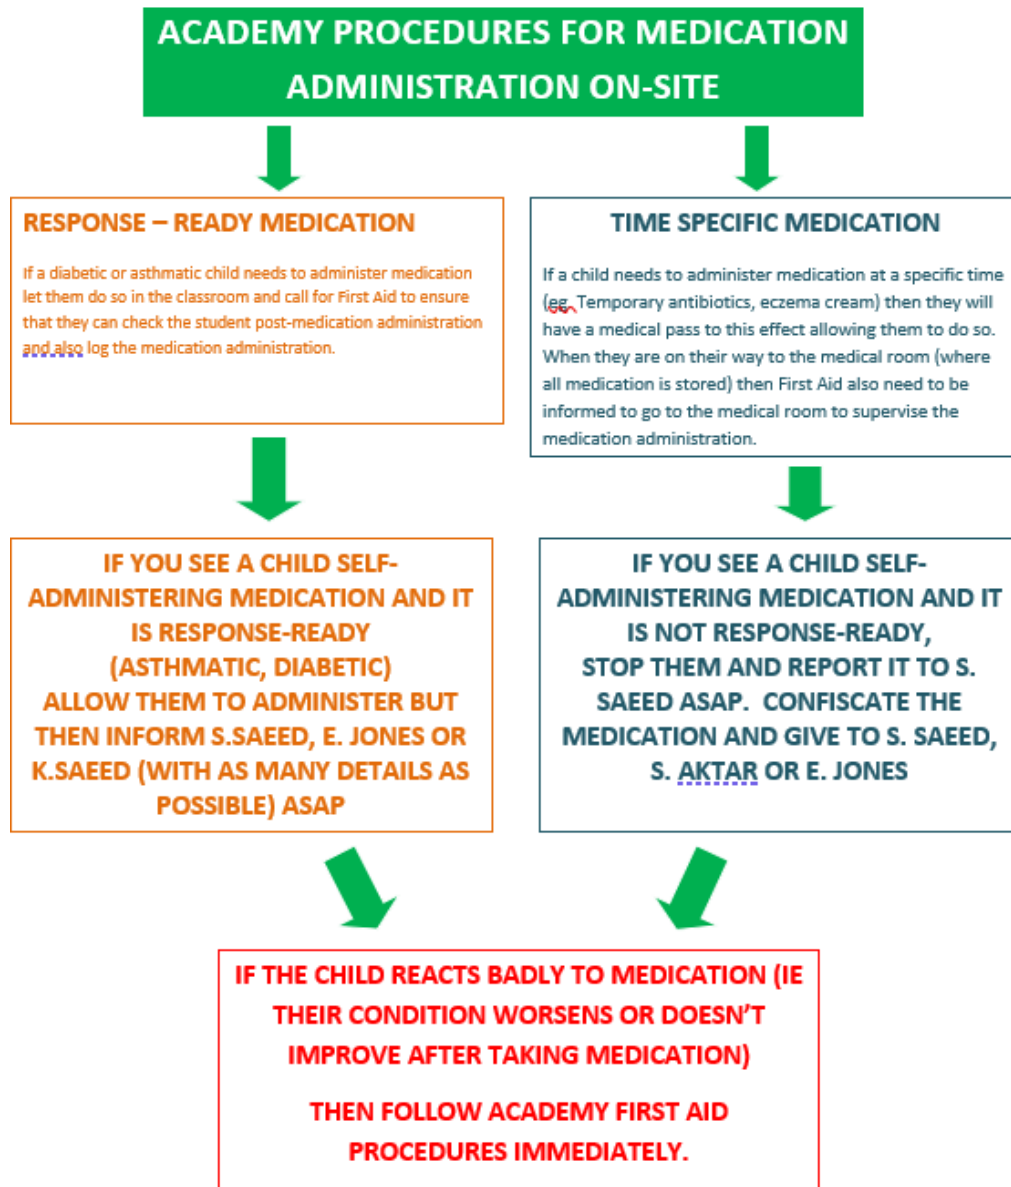 ACADEMY PROCEDURES FOR MEDICATION
ADMINISTRATION ON-SITE
RESPONSE – READY MEDICATION
If a diabetic or asthmatic child needs to administer medication
let them do so in the classroom and call for First Aid to ensure
that they can check the student post-medication administration
and also log the medication administration.
TIME SPECIFIC MEDICATION
If a child needs to administer medication at a specific time
(eg. Temporary antibiotics, eczema cream) then they will
have a medical pass to this effect allowing them to do so.
When they are on their way to the medical room (where
all medication is stored) then First Aid also need to be
informed to go to the medical room to supervise the
medication administration.
IF YOU SEE A CHILD SELF-
ADMINISTERING MEDICATION AND IT
IS RESPONSE-READY
(ASTHMATIC, DIABETIC)
ALLOW THEM TO ADMINISTER BUT
THEN INFORM S.SAEED, E. JONES OR
K.SAEED (WITH AS MANY DETAILS AS
POSSIBLE) ASAP
IF YOU SEE A CHILD SELF-
ADMINISTERING MEDICATION AND IT
IS NOT RESPONSE-READY,
STOP THEM AND REPORT IT TO S.
SAEED ASAP.  CONFISCATE THE
MEDICATION AND GIVE TO S. SAEED,
S. AKTAR OR E. JONES
IF THE CHILD REACTS BADLY TO MEDICATION (IE
THEIR CONDITION WORSENS OR DOESN'T
IMPROVE AFTER TAKING MEDICATION)
THEN FOLLOW ACADEMY FIRST AID
PROCEDURES IMMEDIATELY.